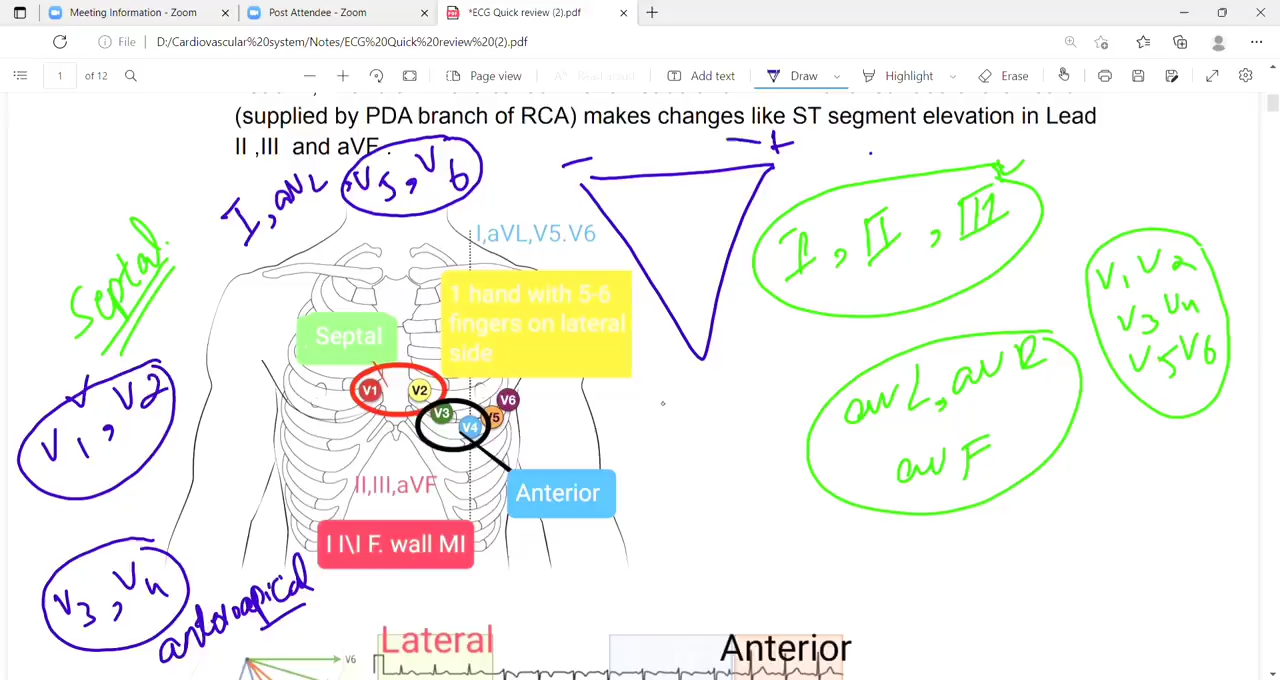 Meeting Information - Zoom
Post Attendee - Zoom
*ECG Quick review (2).pdf
File
D:/Cardiovascular%20system/Notes/ECG%20Quick%20review%20(2).pdf
1 of 12
Page view
Read aloud
Add text
Draw
Highlight
Erase
(supplied by PDA branch of RCA) makes changes like ST segment elevation in Lead
II ,III and aVF .
I, aVL, V5, V6
- - +
I, II, III
I,aVL,V5.V6
Septal
V1 V2
V3 V4
V5 V6
1 hand with 5-6
fingers on lateral
side
Septal
avL, avR
avF
V1, V2
V1
V2
V3
V4
V5
V6
II,III,aVF
Anterior
I I\I F. wall MI
V3, V4
Lateral
Anterior
V6